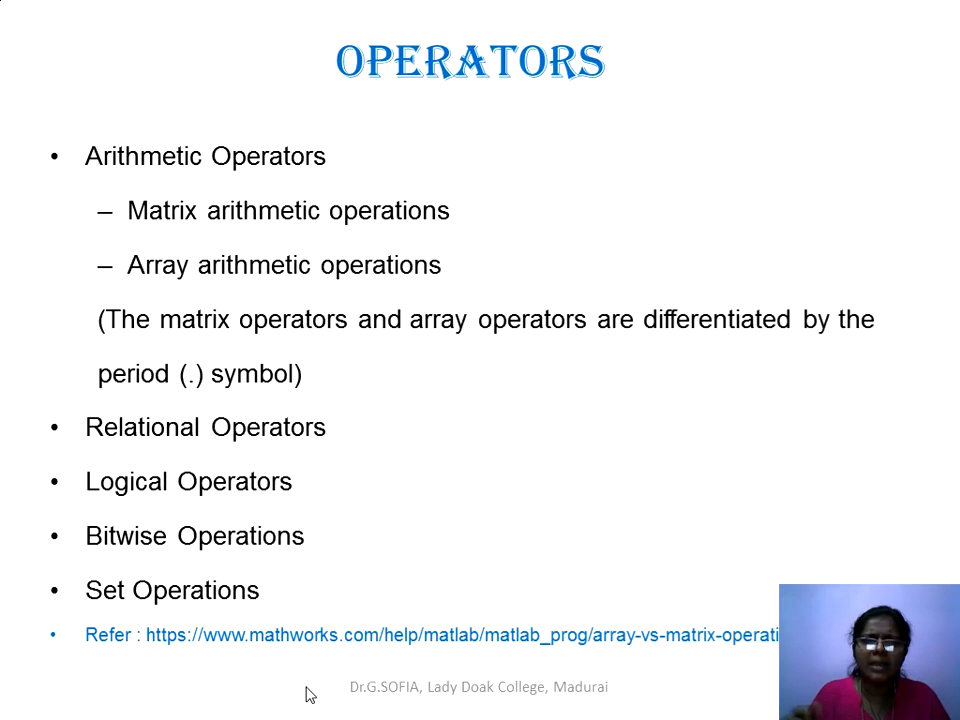 OPERATORS
• Arithmetic Operators
– Matrix arithmetic operations
– Array arithmetic operations
(The matrix operators and array operators are differentiated by the
period (.) symbol)
• Relational Operators
• Logical Operators
• Bitwise Operations
• Set Operations
• Refer : https://www.mathworks.com/help/matlab/matlab_prog/array-vs-matrix-operati
Dr.G.SOFIA, Lady Doak College, Madurai